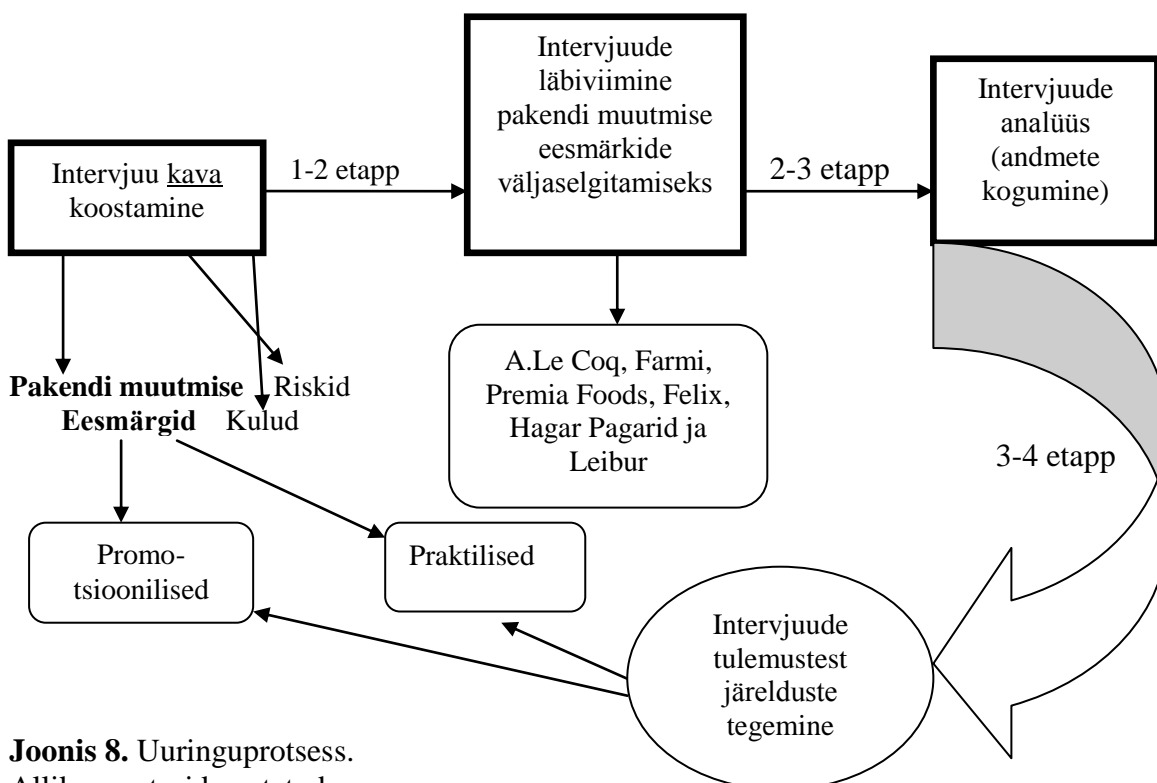 Intervjuu kava
koostamine
1-2 etapp
Intervjuude
läbiviimine
pakendi muutmise
eesmärkide
väljaselgitamiseks
2-3 etapp
Intervjuude
analüüs
(andmete
kogumine)
Pakendi muutmise Riskid
Eesmärgid Kulud
A.Le Coq, Farmi,
Premia Foods, Felix,
Hagar Pagarid ja
Leibur
3-4 etapp
Promo-
tsioonilised
Praktilised
Intervjuude
tulemustest
järelduste
tegemine
Joonis 8. Uuringuprotsess.